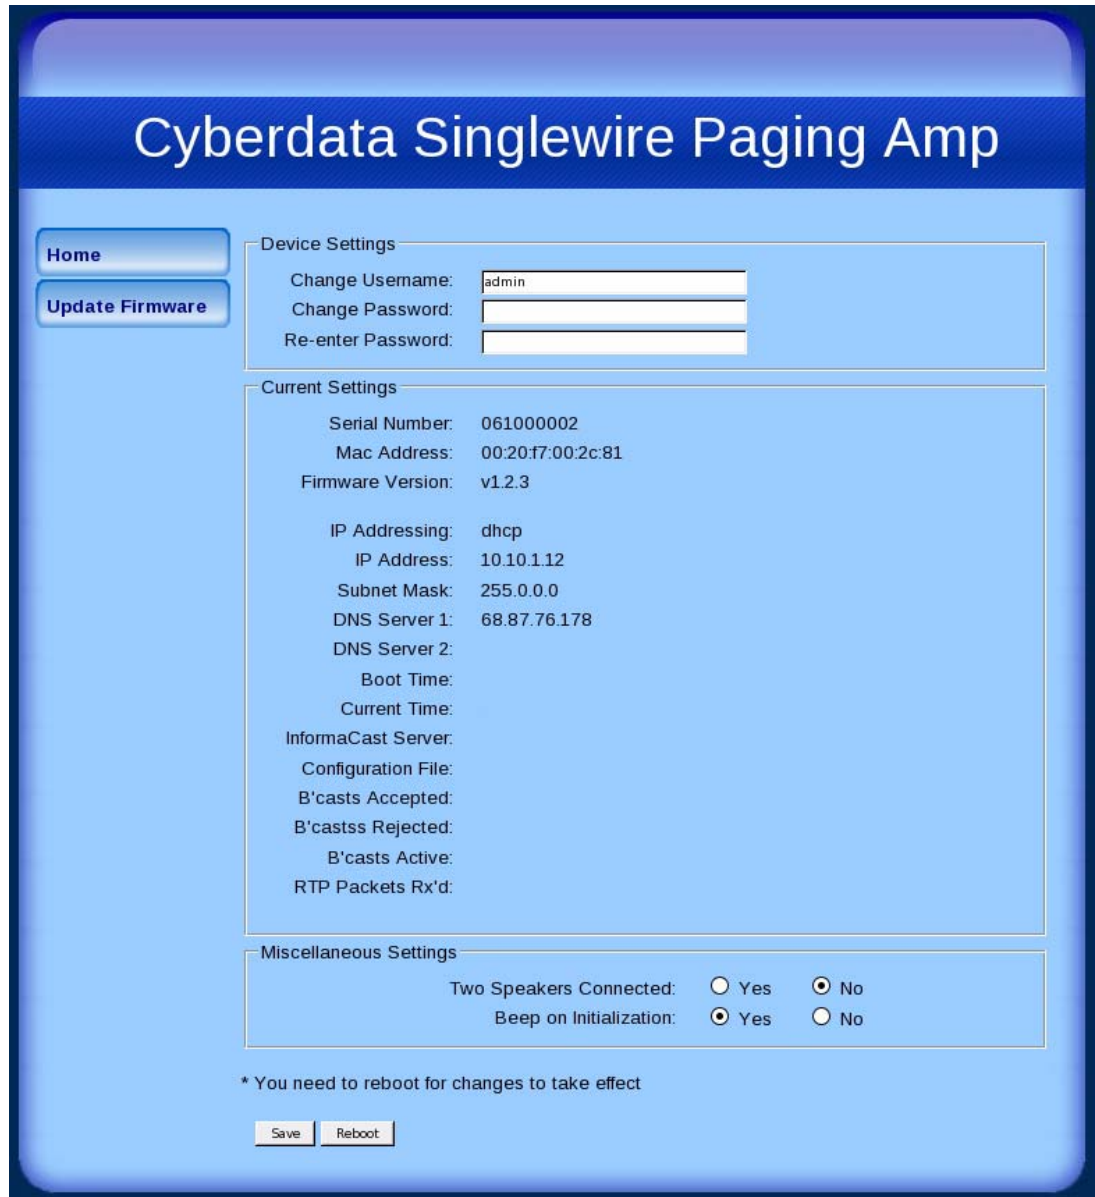 Cyberdata Singlewire Paging Amp
Home
Update Firmware
Device Settings
Change Username: admin
Change Password:
Re-enter Password:
Current Settings
Serial Number: 061000002
Mac Address: 00:20:f7:00:2c:81
Firmware Version: v1.2.3
IP Addressing: dhcp
IP Address: 10.10.1.12
Subnet Mask: 255.0.0.0
DNS Server 1: 68.87.76.178
DNS Server 2:
Boot Time:
Current Time:
InformaCast Server:
Configuration File:
B'casts Accepted:
B'castss Rejected:
B'casts Active:
RTP Packets Rx'd:
Miscellaneous Settings
Two Speakers Connected: Yes No
Beep on Initialization: Yes No
* You need to reboot for changes to take effect
Save Reboot